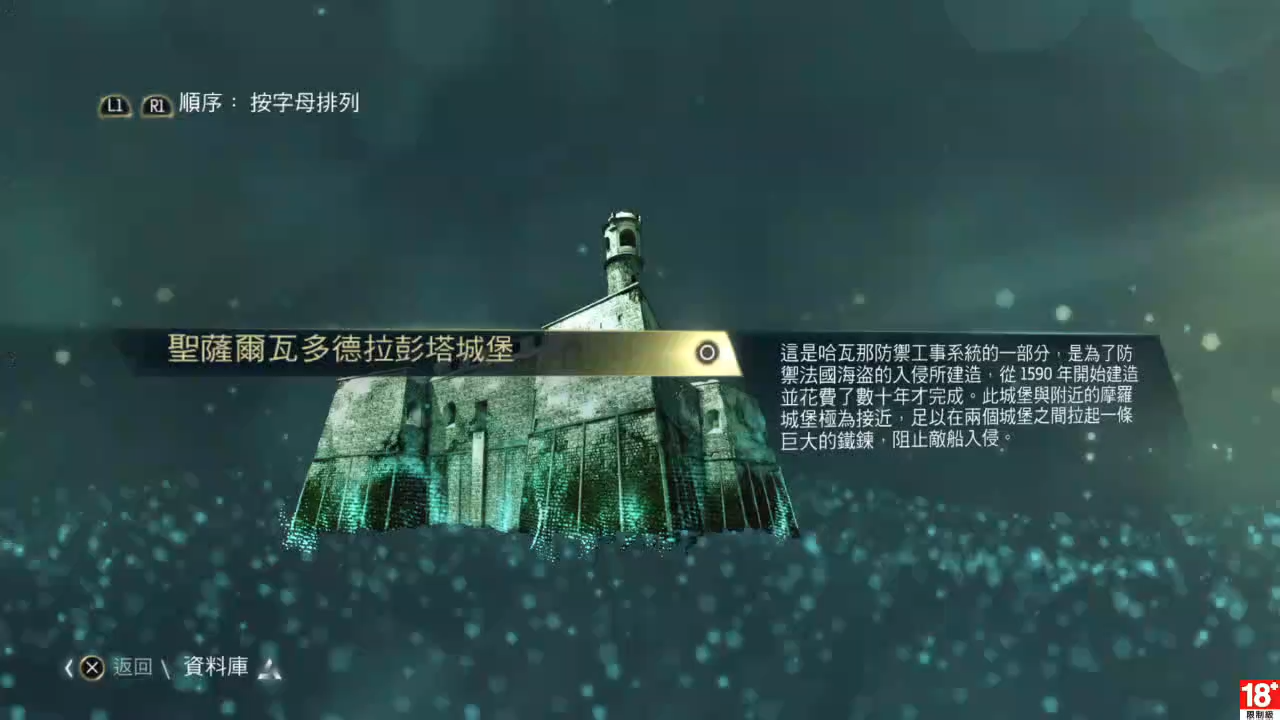 L1 R1 順序：按字母排列
聖薩爾瓦多德拉彭塔城堡
這是哈瓦那防禦工事系統的一部分，是為了防
禦法國海盜的入侵所建造，從 1590 年開始建造
並花費了數十年才完成。此城堡與附近的摩羅
城堡極為接近，足以在兩個城堡之間拉起一條
巨大的鐵鍊，阻止敵船入侵。
返回 \ 資料庫
18+
限制級